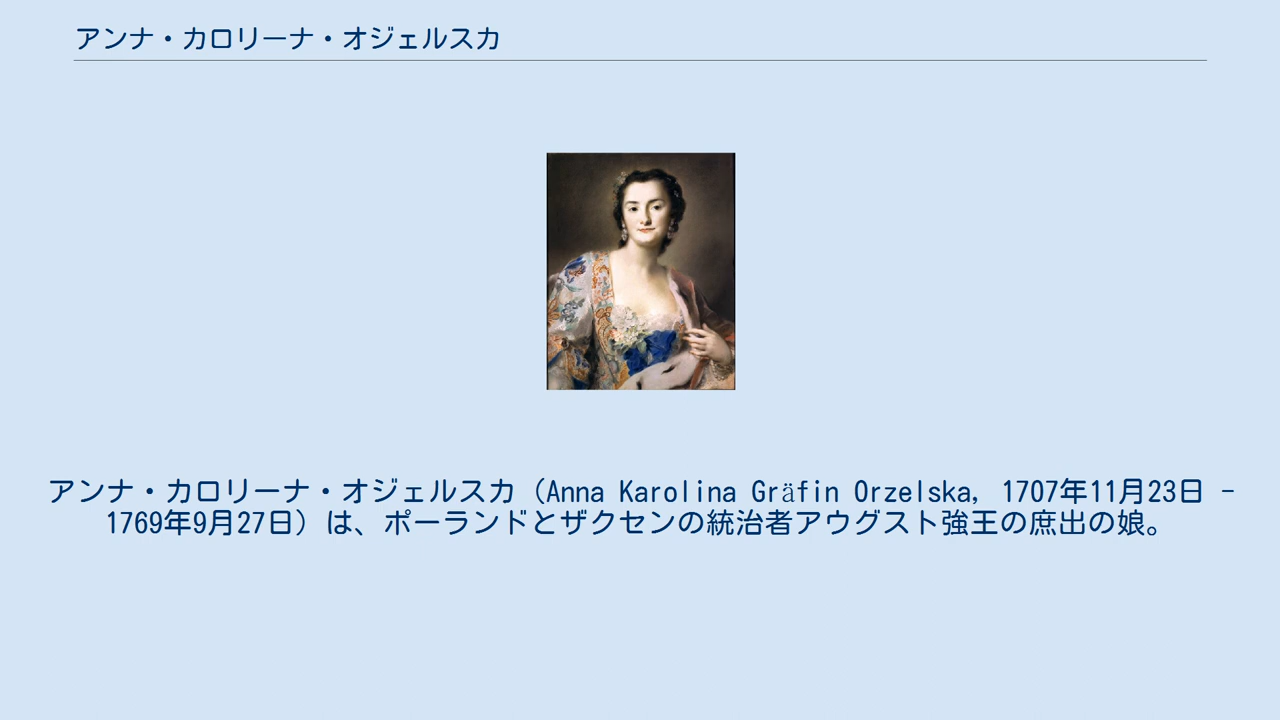 アンナ・カロリーナ・オジェルスカ
アンナ・カロリーナ・オジェルスカ（Anna Karolina Gräfin Orzelska, 1707年11月23日 -
1769年9月27日）は、ポーランドとザクセンの統治者アウグスト強王の庶出の娘。